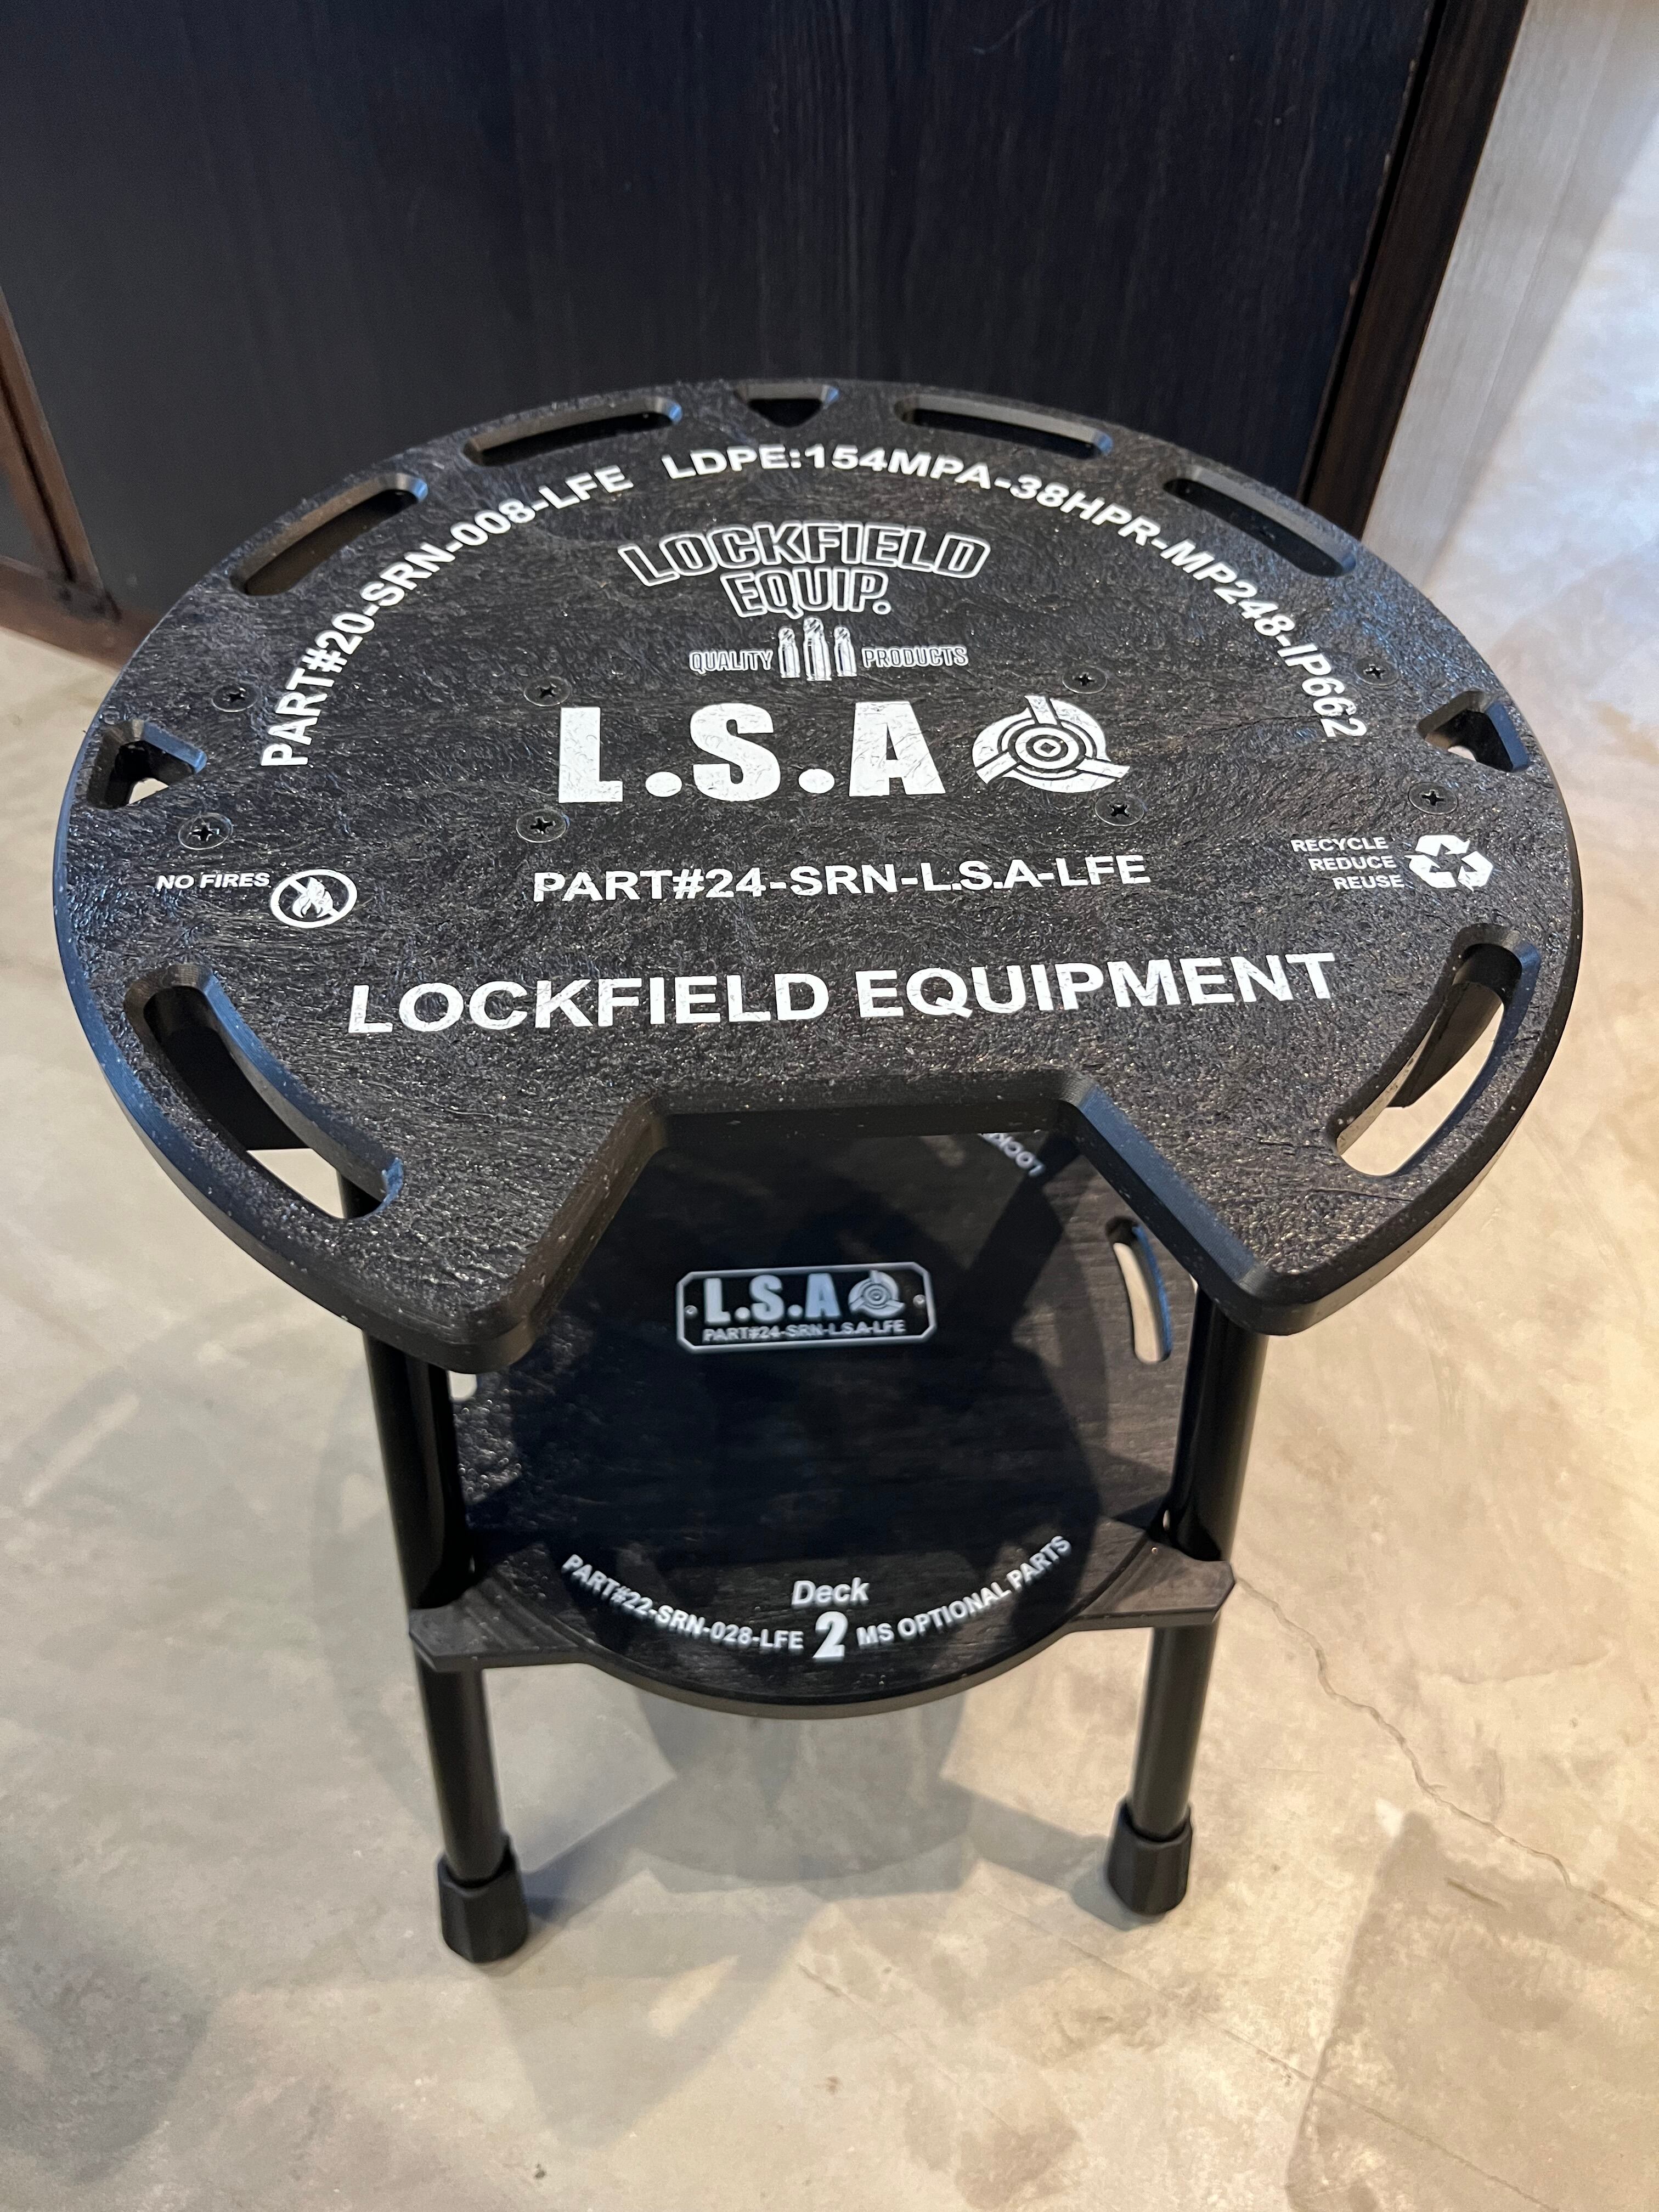 PART#20-SRN-008-LFE LDPE:154MPA-38HPR-MP248-IP662
LOCKFIELD
EQUIP.
QUALITY PRODUCTS
L.S.A
PART#24-SRN-L.S.A-LFE
NO FIRES
RECYCLE
REDUCE
REUSE
LOCKFIELD EQUIPMENT
L.S.A
PART#24-SRN-L.S.A-LFE
Deck
PART#22-SRN-028-LFE 2 MS OPTIONAL PARTS